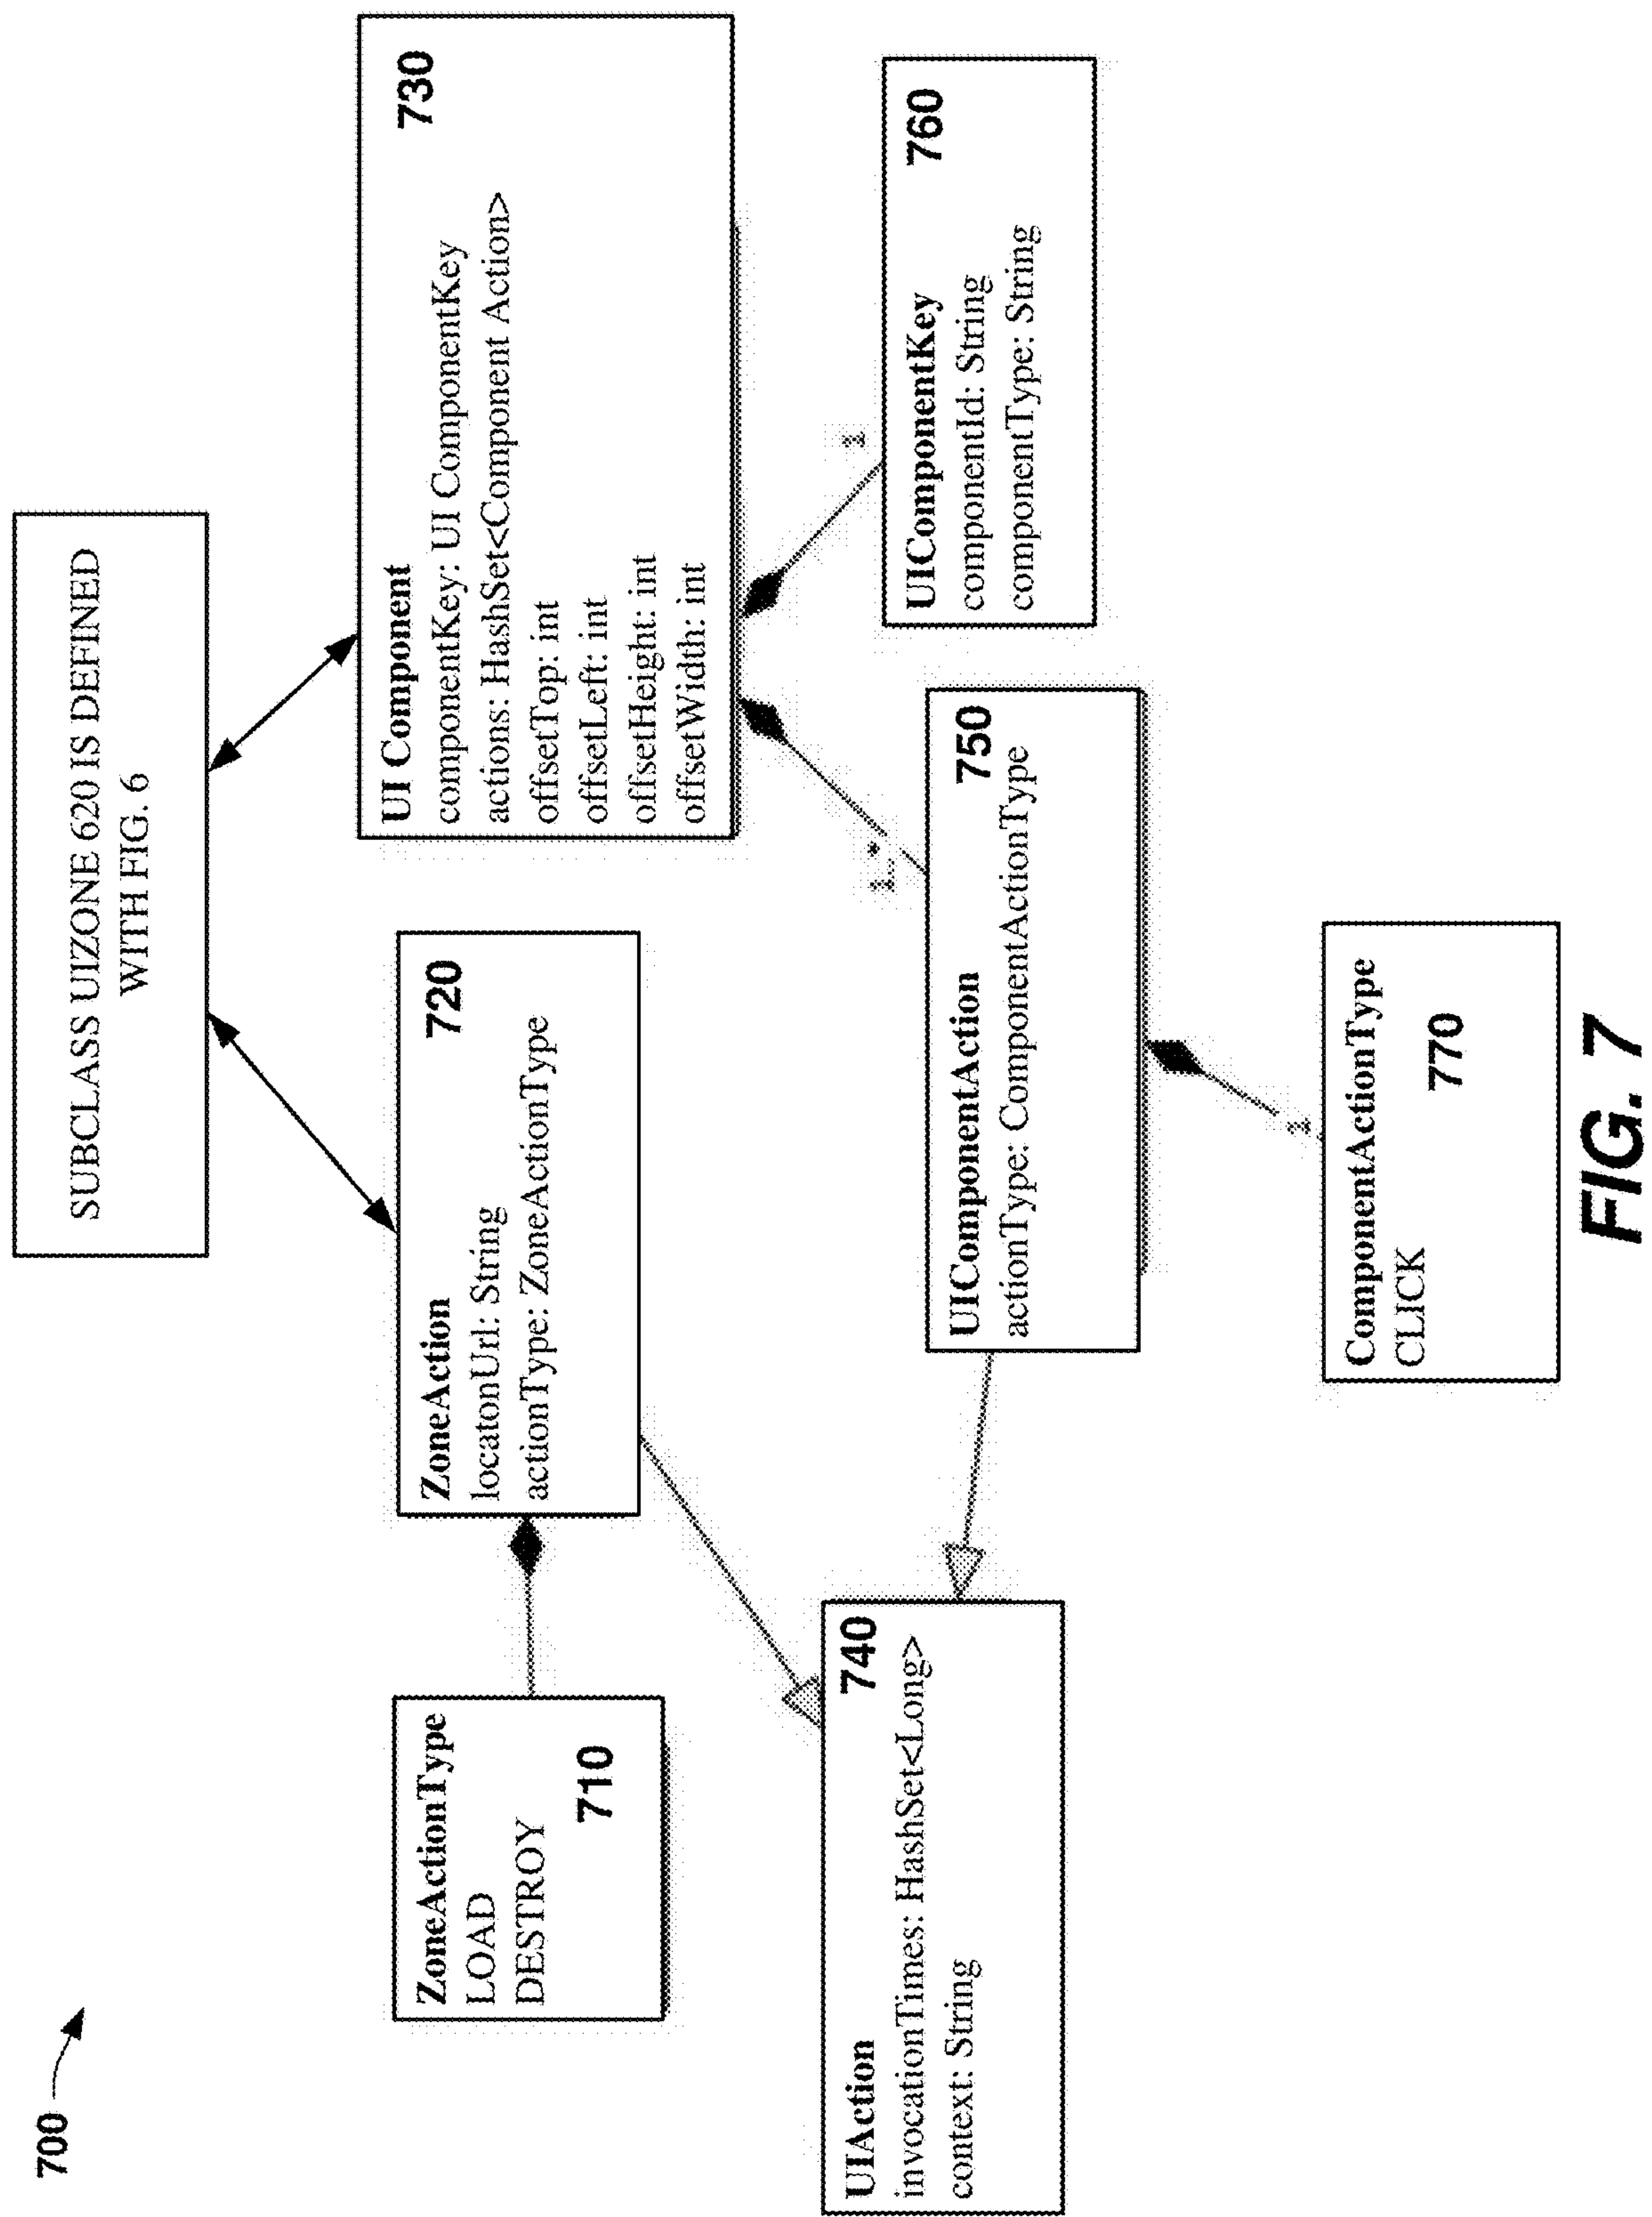 700
SUBCLASS UIZONE 620 IS DEFINED
WITH FIG. 6
ZoneActionType
LOAD
DESTROY
710
ZoneAction
720
locatonUrl: String
actionType: ZoneActionType
UI Component
730
componentKey: UI ComponentKey
actions: HashSet<Component Action>
offsetTop: int
offsetLeft: int
offsetHeight: int
offsetWidth: int
1..*
1
UIAction
740
invocationTimes: HashSet<Long>
context: String
UIComponentAction
750
actionType: ComponentActionType
UIComponentKey
760
componentId: String
componentType: String
1
ComponentActionType
CLICK
770
FIG. 7